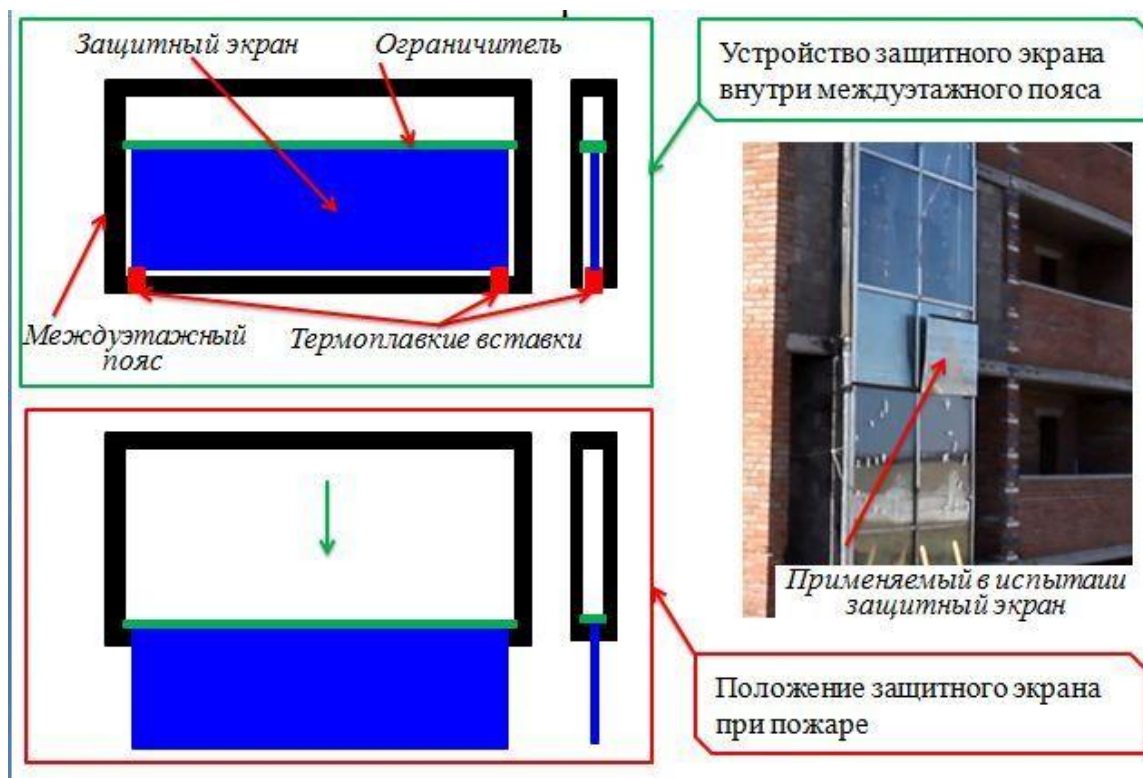 Защитный экран
Ограничитель
Устройство защитного экрана
внутри междуэтажного пояса
Междуэтажный
пояс
Термоплавкие вставки
Применяемый в испытаии
защитный экран
Положение защитного экрана
при пожаре